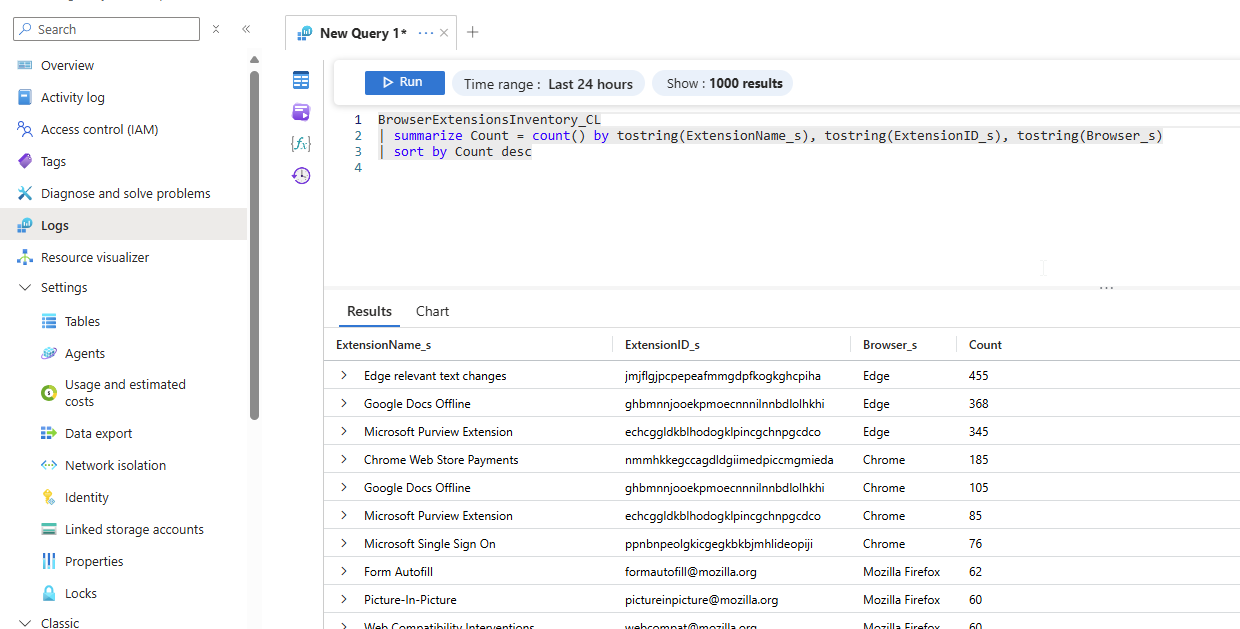 Search
Overview
Activity log
Access control (IAM)
Tags
Diagnose and solve problems
Logs
Resource visualizer
Settings
Tables
Agents
Usage and estimated
costs
Data export
Network isolation
Identity
Linked storage accounts
Properties
Locks
Classic
New Query 1* ...
Run
Time range : Last 24 hours
Show : 1000 results
1 BrowserExtensionsInventory_CL
2 | summarize Count = count() by tostring(ExtensionName_s), tostring(ExtensionID_s), tostring(Browser_s)
3 | sort by Count desc
4
Results Chart
ExtensionName_s ExtensionID_s Browser_s Count
Edge relevant text changes jmjflgjpcpepeafmmgdpfkogkghcpiha Edge 455
Google Docs Offline ghbmnnjooekpmoecnnnilnnbdlolhkhi Edge 368
Microsoft Purview Extension echcggldkblhodogklpincgchnpgcdco Edge 345
Chrome Web Store Payments nmmhkkegccagdldgiimedpiccmgmieda Chrome 185
Google Docs Offline ghbmnnjooekpmoecnnnilnnbdlolhkhi Chrome 105
Microsoft Purview Extension echcggldkblhodogklpincgchnpgcdco Chrome 85
Microsoft Single Sign On ppnbnpeolgkicgegkbkbjmhlideopiji Chrome 76
Form Autofill formautofill@mozilla.org Mozilla Firefox 62
Picture-In-Picture pictureinpicture@mozilla.org Mozilla Firefox 60
Web Compatibility Interventions webcompat@mozilla.org Mozilla Firefox 60